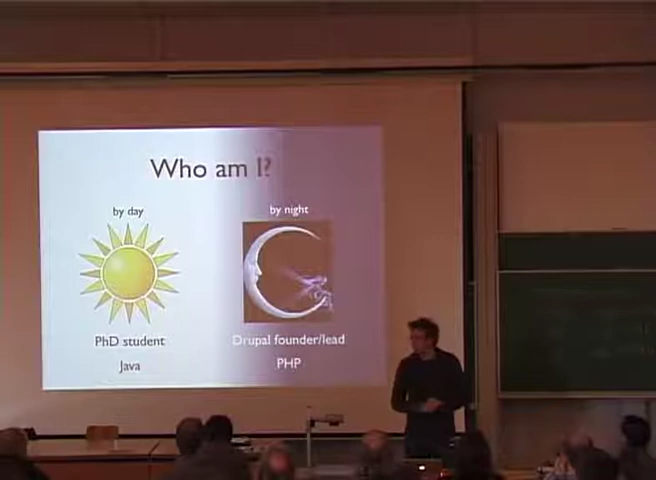 Who am I?
by day
by night
PhD student
Drupal founder/lead
Java
PHP